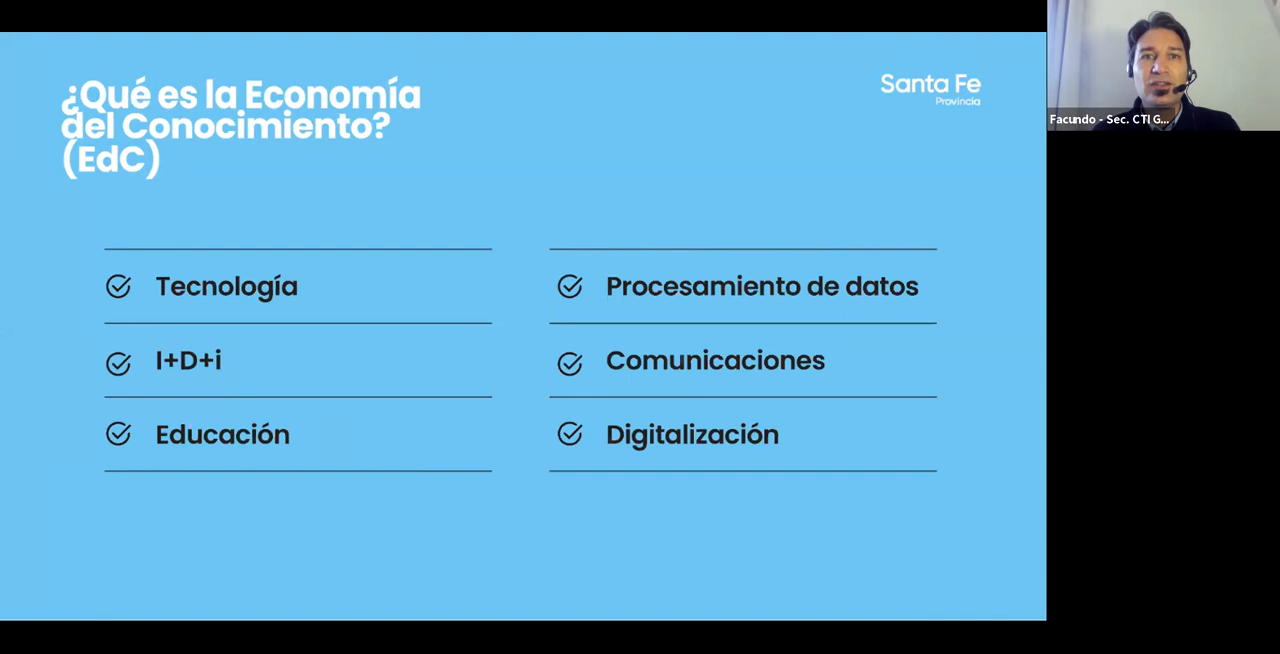 ¿Qué es la Economía
del Conocimiento?
(EdC)
Santa Fe
Provincia
Tecnología
Procesamiento de datos
I+D+i
Comunicaciones
Educación
Digitalización
Facundo - Sec. CTI G...